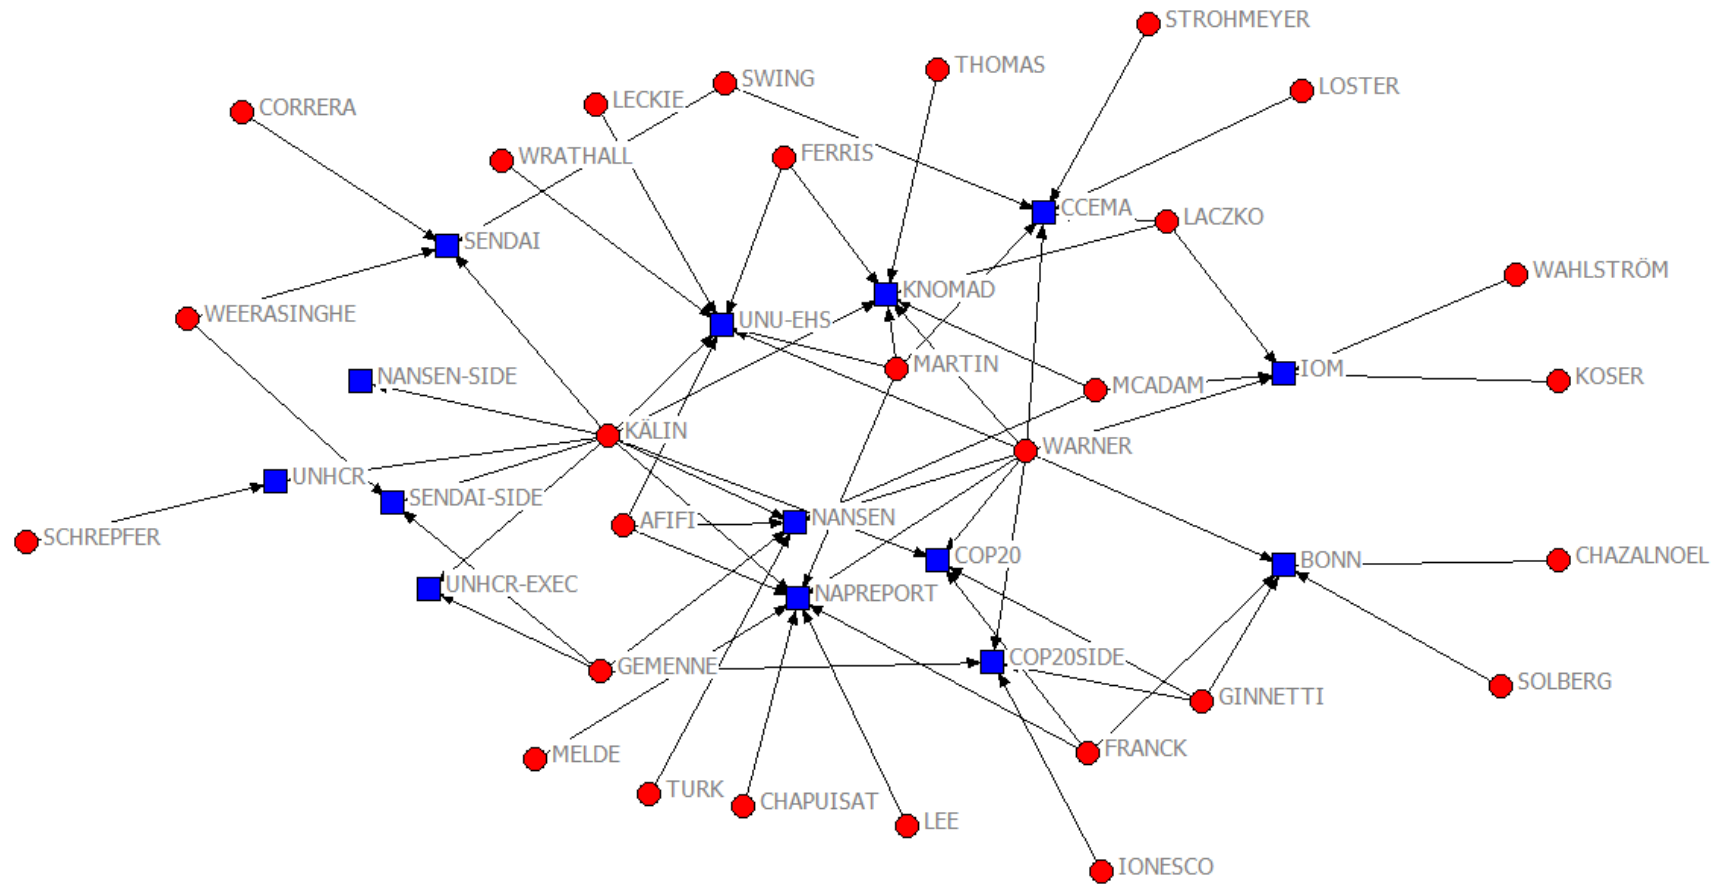 STROHMEYER
THOMAS
SWING
LOSTER
LECKIE
CORRERA
WRATHALL
FERRIS
CCEMA
LACZKO
SENDAI
WAHLSTRÖM
KNOMAD
WEERASINGHE
UNU-EHS
MARTIN
IOM
NANSEN-SIDE
KOSER
MCADAM
KÄLIN
WARNER
UNHCR
SENDAI-SIDE
NANSEN
AFIFI
SCHREPFER
COP20
CHAZALNOEL
BONN
UNHCR-EXEC
NAPREPORT
COP20SIDE
GEMENNE
SOLBERG
GINNETTI
FRANCK
MELDE
TURK
CHAPUISAT
LEE
IONESCO